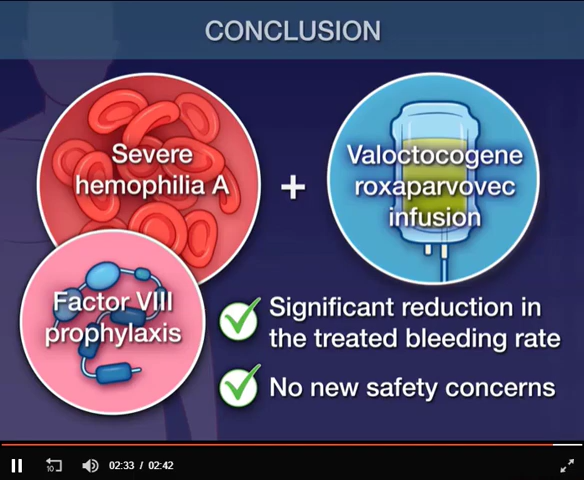 CONCLUSION
Severe
hemophilia A
+
Valoctocogene
roxaparvovec
infusion
Factor VIII
prophylaxis
Significant reduction in
the treated bleeding rate
No new safety concerns
10
02:33 / 02:42